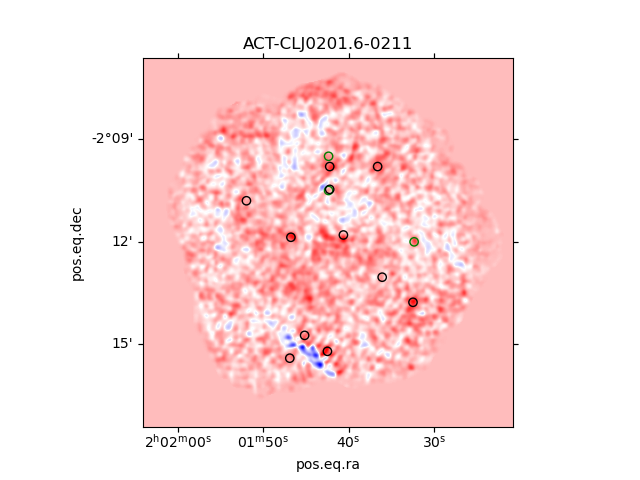 ACT-CLJ0201.6-0211
-2°09'
12'
15'
2ʰ02ᵐ00ˢ 01ᵐ50ˢ 40ˢ 30ˢ
pos.eq.ra
pos.eq.dec